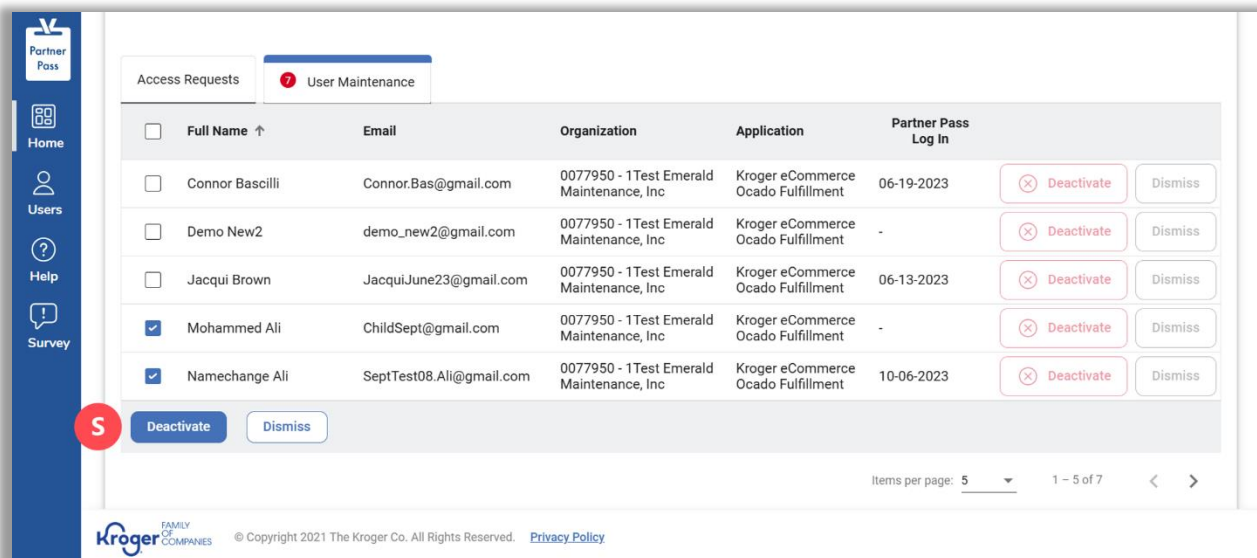 Partner
Pass
Home
Users
Help
Survey
Access Requests
7 User Maintenance
Full Name ↑ Email Organization Application Partner Pass
Log In
Connor Bascilli Connor.Bas@gmail.com 0077950 - 1Test Emerald
Maintenance, Inc Kroger eCommerce
Ocado Fulfillment 06-19-2023 Deactivate Dismiss
Demo New2 demo_new2@gmail.com 0077950 - 1Test Emerald
Maintenance, Inc Kroger eCommerce
Ocado Fulfillment - Deactivate Dismiss
Jacqui Brown JacquiJune23@gmail.com 0077950 - 1Test Emerald
Maintenance, Inc Kroger eCommerce
Ocado Fulfillment 06-13-2023 Deactivate Dismiss
Mohammed Ali ChildSept@gmail.com 0077950 - 1Test Emerald
Maintenance, Inc Kroger eCommerce
Ocado Fulfillment - Deactivate Dismiss
Namechange Ali SeptTest08.Ali@gmail.com 0077950 - 1Test Emerald
Maintenance, Inc Kroger eCommerce
Ocado Fulfillment 10-06-2023 Deactivate Dismiss
S Deactivate Dismiss
Items per page: 5 1 – 5 of 7
Kroger FAMILY
OF
COMPANIES
© Copyright 2021 The Kroger Co. All Rights Reserved. Privacy Policy